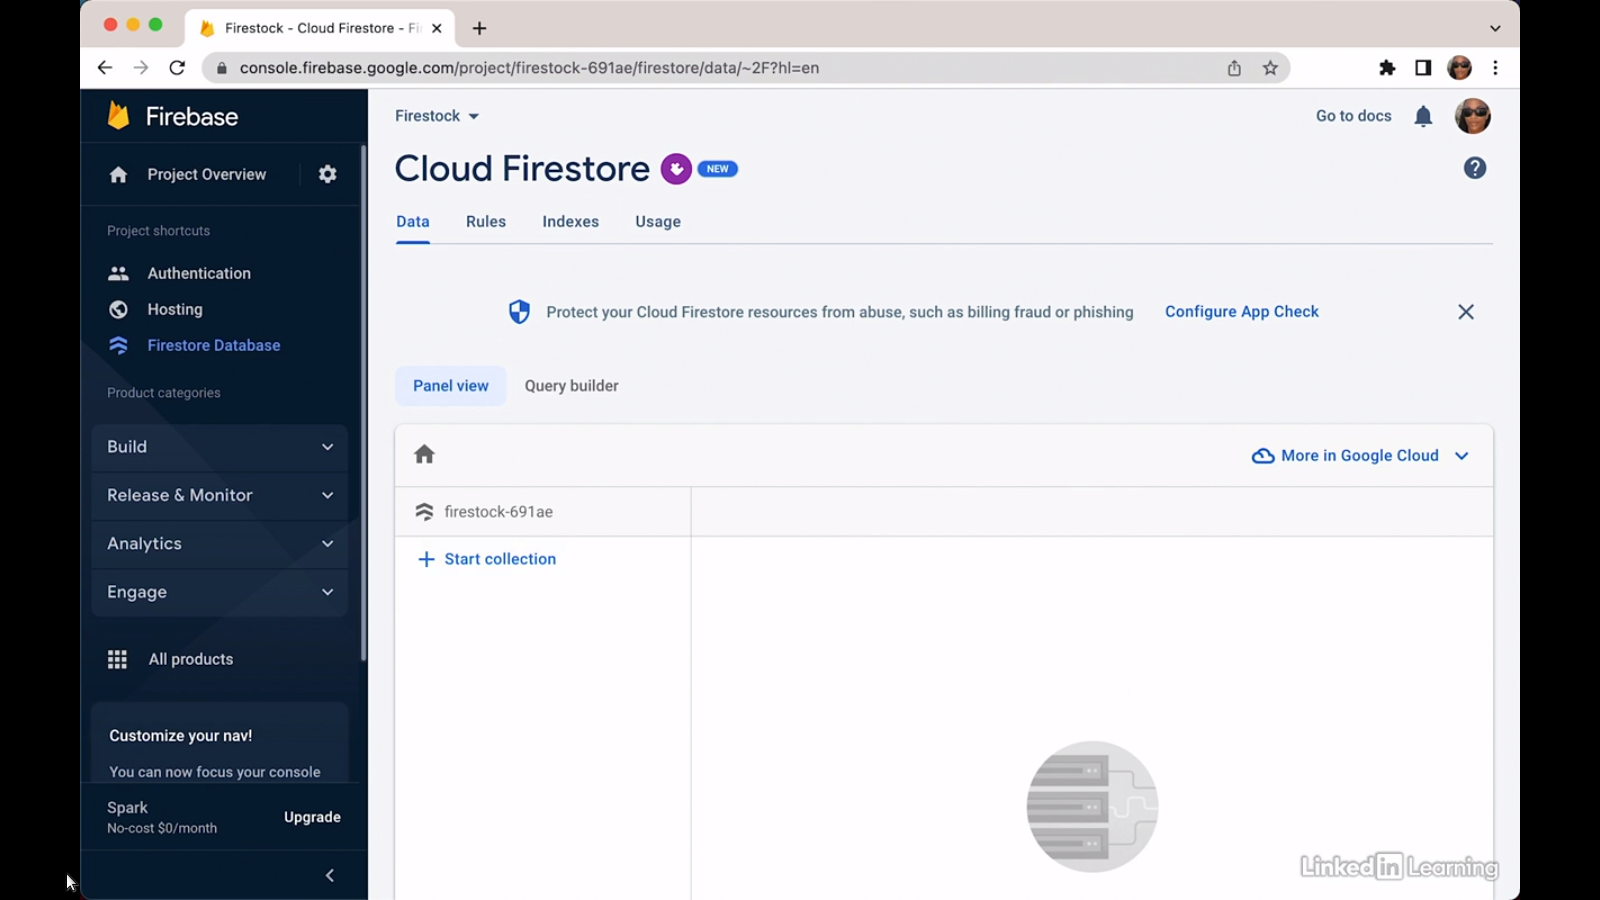 Firestock - Cloud Firestore - Fi
console.firebase.google.com/project/firestock-691ae/firestore/data/~2F?hl=en
Firebase
Firestock
Go to docs
Project Overview
Cloud Firestore
NEW
Data
Rules
Indexes
Usage
Project shortcuts
Authentication
Hosting
Firestore Database
Protect your Cloud Firestore resources from abuse, such as billing fraud or phishing
Configure App Check
Product categories
Panel view
Query builder
Build
Release & Monitor
Analytics
Engage
More in Google Cloud
firestock-691ae
Start collection
All products
Customize your nav!
You can now focus your console
Spark
No-cost $0/month
Upgrade
LinkedIn Learning